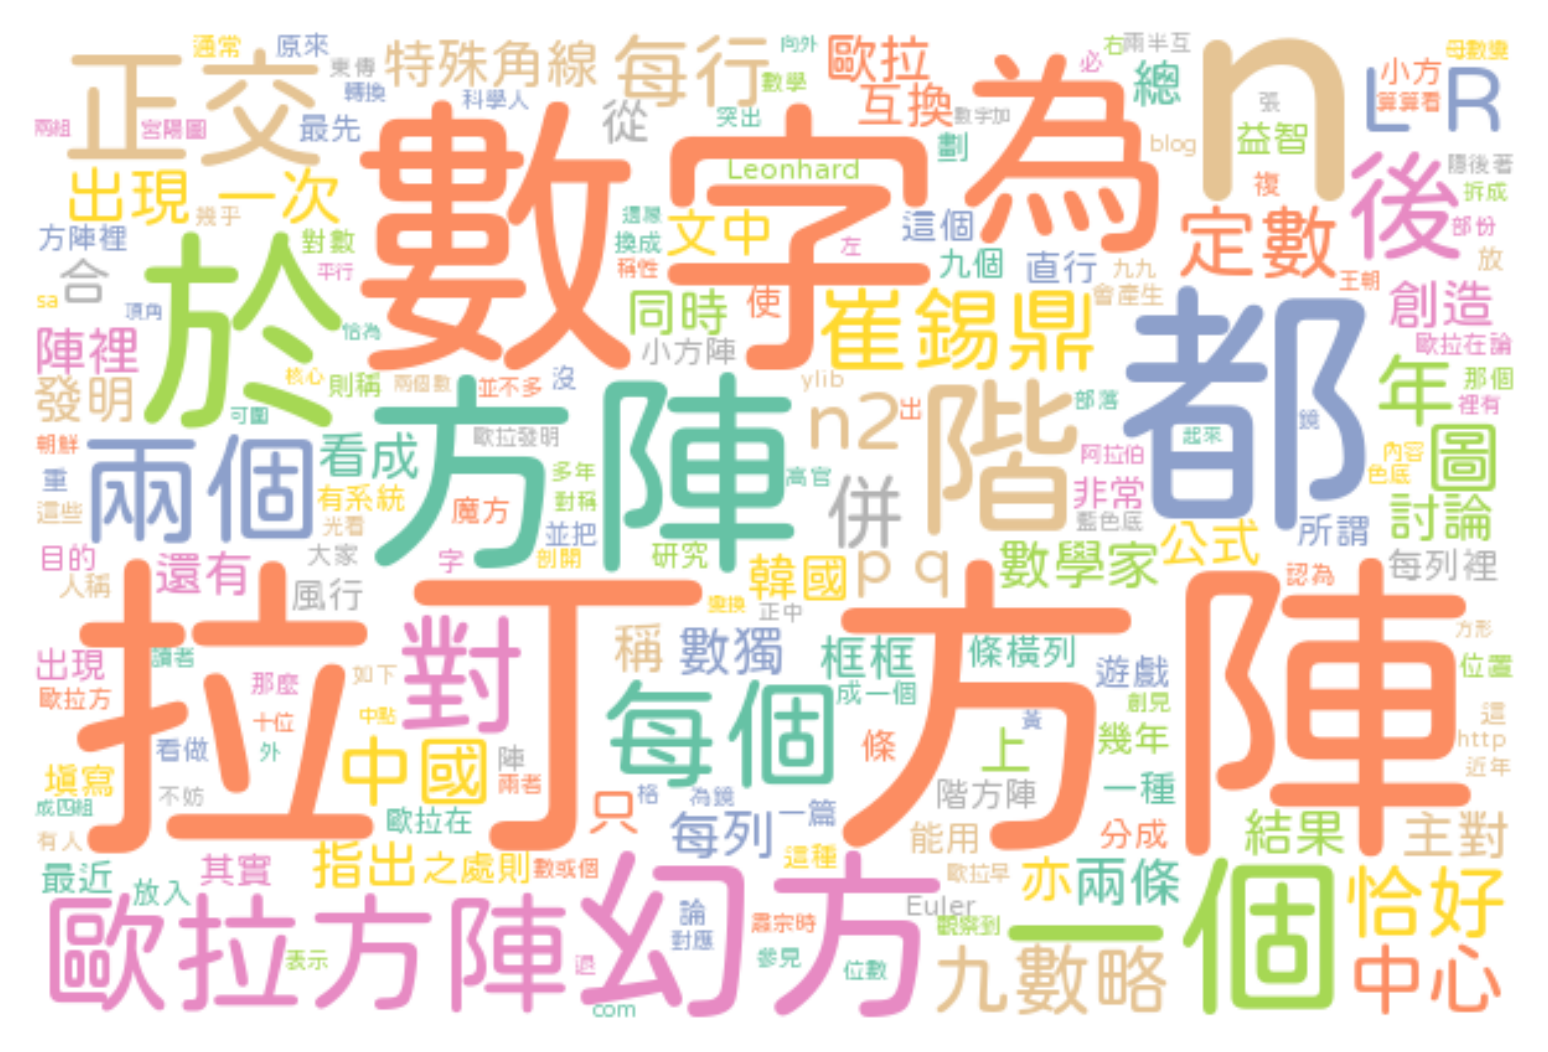 通常 原來 特殊角線 每行 向外 歐拉 右 兩半互 n 母數變
正交 東傳 轉換 科學人 數學 互換 必 總 小方 L R
兩組 宮陽圖 最先 從 突出 數字加 為 張 算算看
數字 Leonhard 劃 blog 益智 後 隱後著
出現 一次 幾乎 邊緣 文中 這個 複 拆成
方陣裡 對數 換成 左 九個 直行 九九 定數 部份 放
合 於 平行 稱性 會產生 王朝
sa 頂角 恰為 同時 使 崔錫鼎 都 創造
陣裡 核心 小方陣 歐拉在論
發明 則稱 兩個數 並不多 沒 ylib 階 部落 年 那個
可圍 方陣 n2 出 鏡 裡有
朝鮮 兩個 看成 歐拉發明 起來 圖
重 多年 高官 阿拉伯 內容 色底
這些 有系統 魔方 對稱 併 非常 討論
光看 並把 藍色底 所謂
目的 還有 大家 字 剖開 研究 韓國 p q 數學家 公式 每列裡
人稱 風行 變換 正中 認為
拉丁方陣 方形
出現 讀者 對 稱 數獨 框框 條橫列 遊戲 位置
歐拉方 那麼 如下 每個 成一個 創見
十位 中點 黃 這
看做 外 中國 陣 條 上 幾年 http
填寫 兩者 近年
成四組 不妨 只 格 為鏡 階方陣 一種
有人 歐拉在 每列 一篇 能用 分成 結果 主對
最近 放入 其實 指出 之處則 數或個 這種 歐拉早 亦 兩條 恰好
歐拉方陣 幻方 論 肅宗時 Euler 觀察到 一個
表示 退 對應 參見 位數 九數略 中心
com